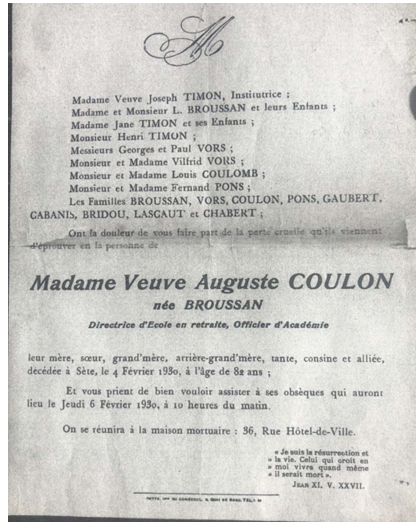 M
Madame Veuve Joseph TIMON, Institutrice ;
Madame et Monsieur L. BROUSSAN et leurs Enfants ;
Madame Jane TIMON et ses Enfants ;
Monsieur Henri TIMON ;
Messieurs Georges et Paul VORS ;
Monsieur et Madame Vilfrid VORS ;
Monsieur et Madame Louis COULOMB ;
Monsieur et Madame Fernand PONS ;
Les Familles BROUSSAN, VORS, COULON, PONS, GAUBERT,
CABANIS, BRIDOU, LASGAUT et CHABERT ;
Ont la douleur de vous faire part de la perte cruelle qu'ils viennent
d'éprouver en la personne de
Madame Veuve Auguste COULON
née BROUSSAN
Directrice d'Ecole en retraite, Officier d'Académie
leur mère, sœur, grand'mère, arrière-grand'mère, tante, consine et alliée,
décédée à Sète, le 4 Février 1930, à l'âge de 82 ans ;
Et vous prient de bien vouloir assister à ses obsèques qui auront
lieu le Jeudi 6 Février 1930, à 10 heures du matin.
On se réunira à la maison mortuaire : 36, Rue Hôtel-de-Ville.
« Je suis la résurrection et
» la vie. Celui qui croit en
» moi vivra quand même
» il serait mort ».
JEAN XI. V. XXVII.